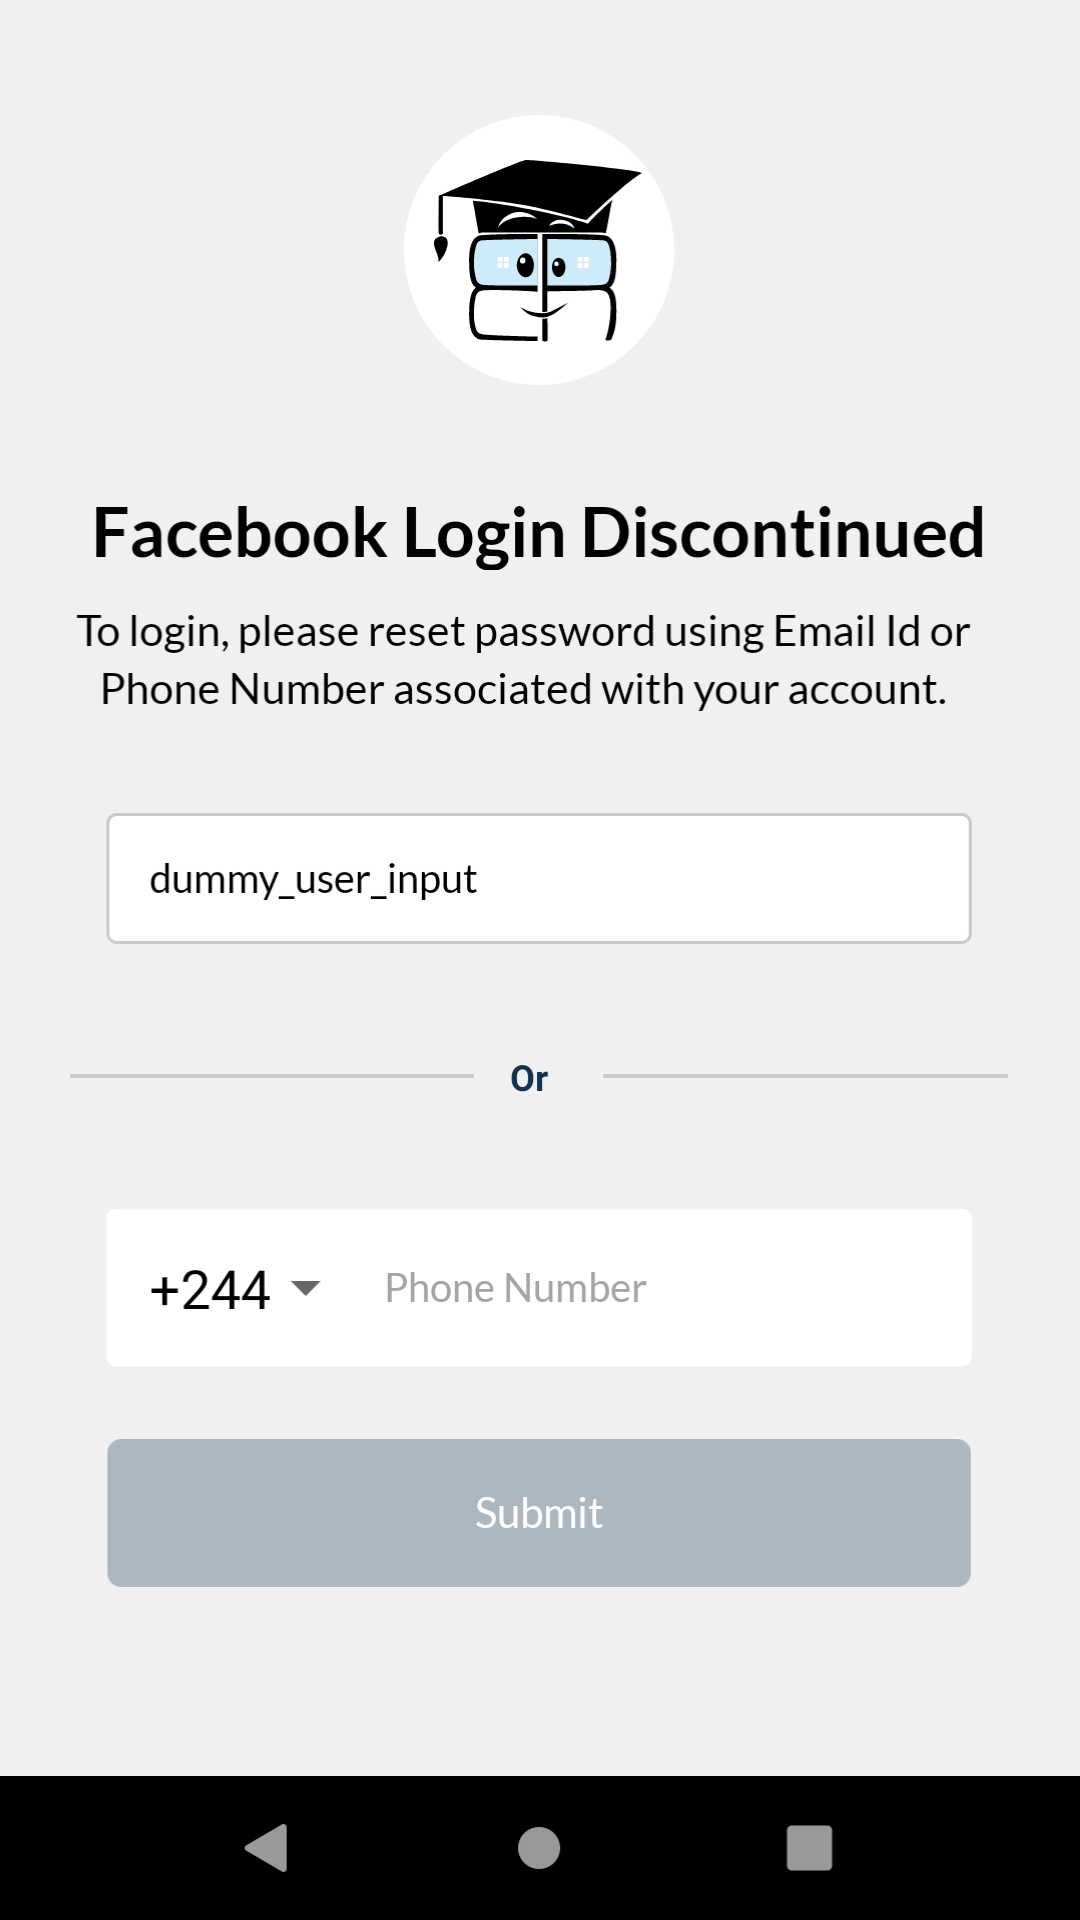 Facebook Login Discontinued
To login, please reset password using Email Id or
Phone Number associated with your account.
dummy_user_input
Or
+244 Phone Number
Submit